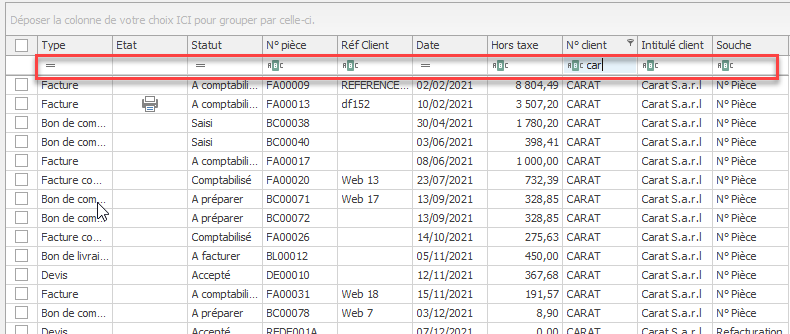 Déposer la colonne de votre choix ICI pour grouper par celle-ci.
Type Etat Statut N° pièce Réf Client Date Hors taxe N° client Intitulé client Souche
= = ABC ABC = ABC ABC car ABC ABC
Facture A comptabili... FA00009 REFERENCE... 02/02/2021 8 804,49 CARAT Carat S.a.r.l N° Pièce
Facture A comptabili... FA00013 df152 10/02/2021 3 507,20 CARAT Carat S.a.r.l N° Pièce
Bon de com... Saisi BC00038 30/04/2021 1 780,20 CARAT Carat S.a.r.l N° Pièce
Bon de com... Saisi BC00040 03/06/2021 398,41 CARAT Carat S.a.r.l N° Pièce
Facture A comptabili... FA00017 08/06/2021 1 000,00 CARAT Carat S.a.r.l N° Pièce
Facture co... Comptabilisé FA00020 Web 13 23/07/2021 732,39 CARAT Carat S.a.r.l N° Pièce
Bon de com... A préparer BC00071 Web 17 13/09/2021 328,85 CARAT Carat S.a.r.l N° Pièce
Bon de com... A préparer BC00072 13/09/2021 328,85 CARAT Carat S.a.r.l N° Pièce
Facture co... Comptabilisé FA00026 14/10/2021 275,63 CARAT Carat S.a.r.l N° Pièce
Bon de livrai... A facturer BL00012 05/11/2021 450,00 CARAT Carat S.a.r.l N° Pièce
Devis Accepté DE00010 12/11/2021 367,68 CARAT Carat S.a.r.l N° Pièce
Facture A comptabili... FA00031 Web 18 15/11/2021 191,57 CARAT Carat S.a.r.l N° Pièce
Bon de com... A préparer BC00078 Web 7 03/12/2021 8,90 CARAT Carat S.a.r.l N° Pièce
Devis Accepté REDE001A 07/12/2021 0,00 CARAT Carat S.a.r.l Refacturation